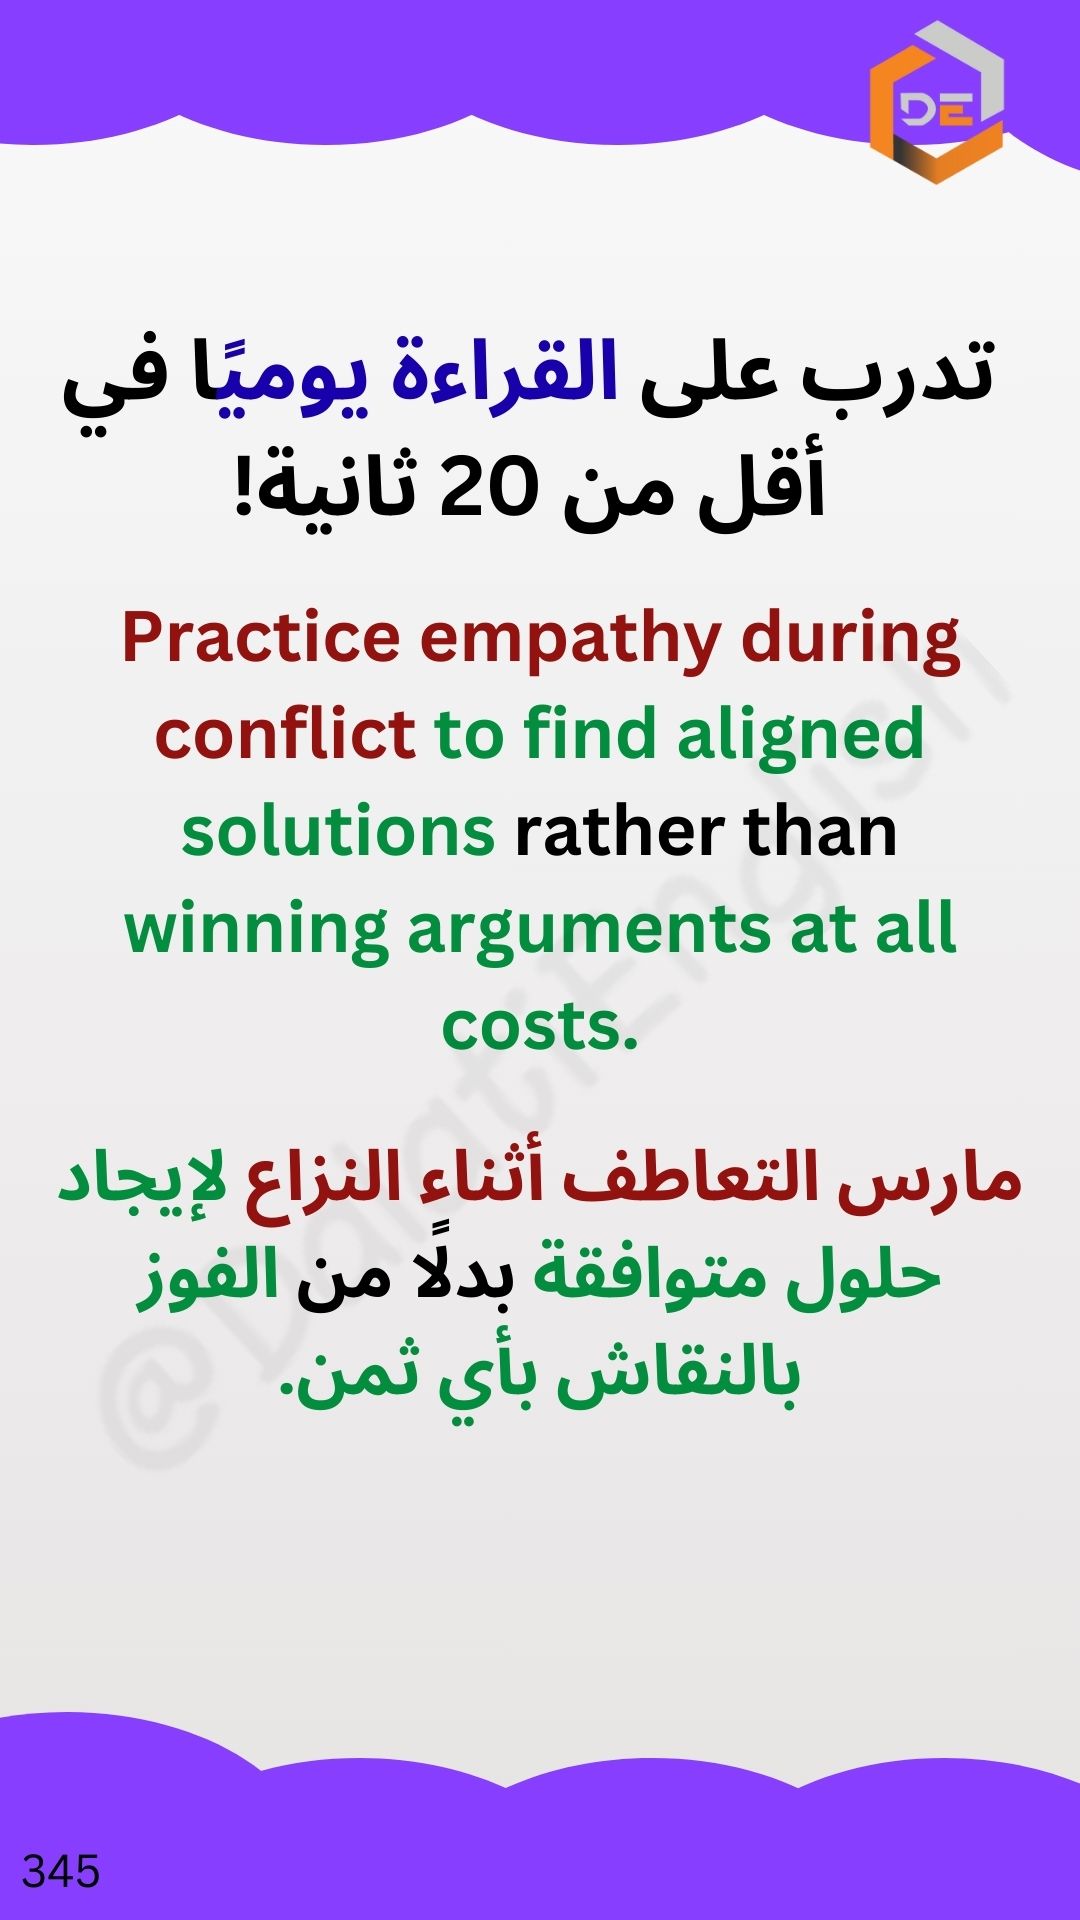 DE
تدرب على القراءة يوميًا في
أقل من 20 ثانية!
Practice empathy during
conflict to find aligned
solutions rather than
winning arguments at all
costs.
مارس التعاطف أثناء النزاع لإيجاد
حلول متوافقة بدلًا من الفوز
بالنقاش بأي ثمن.
@DalatiEnglish
345